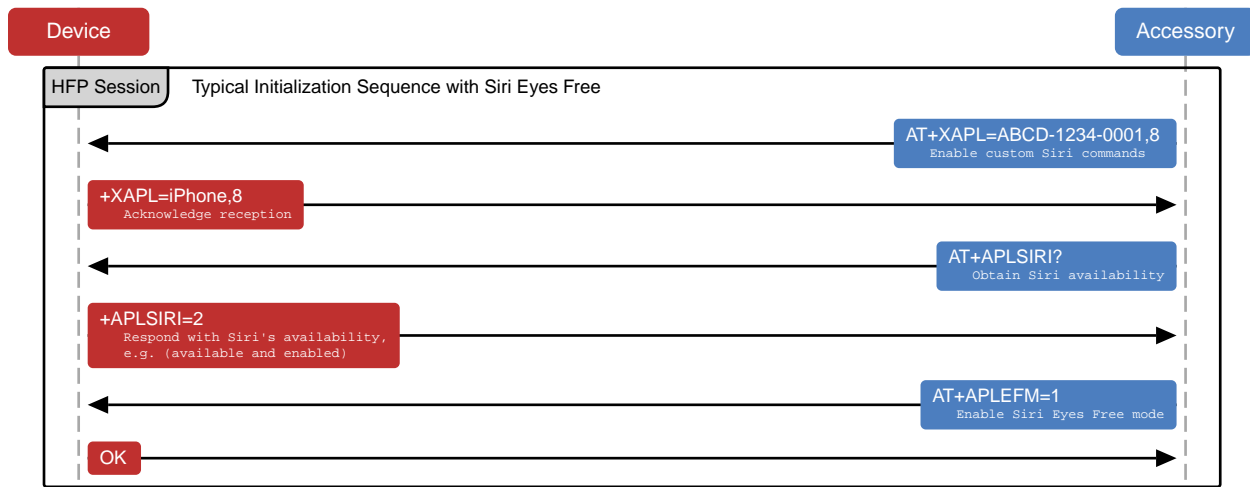 Device
Accessory
HFP Session
Typical Initialization Sequence with Siri Eyes Free
AT+XAPL=ABCD-1234-0001,8
Enable custom Siri commands
+XAPL=iPhone,8
Acknowledge reception
AT+APLSIRI?
Obtain Siri availability
+APLSIRI=2
Respond with Siri's availability,
e.g. (available and enabled)
AT+APLEFM=1
Enable Siri Eyes Free mode
OK